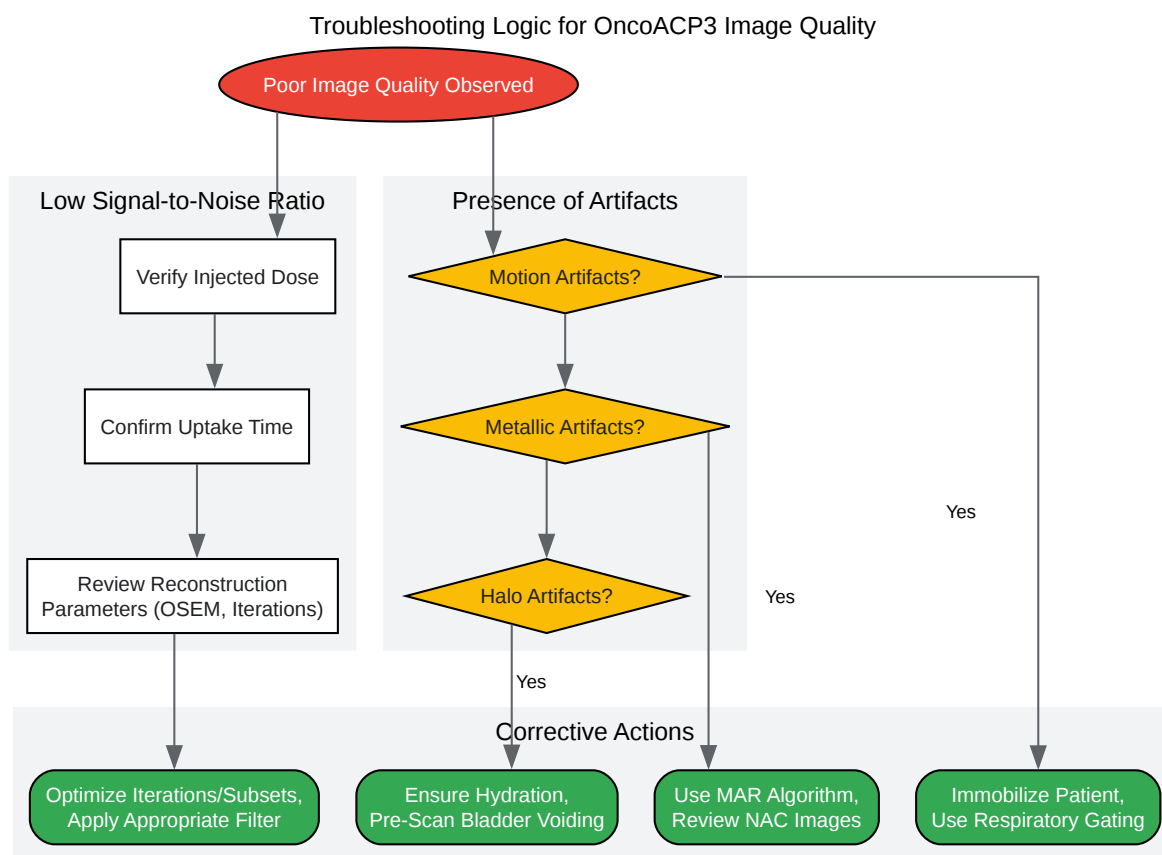 Troubleshooting Logic for OncoACP3 Image Quality
Poor Image Quality Observed
Low Signal-to-Noise Ratio
Presence of Artifacts
Verify Injected Dose
Motion Artifacts?
Confirm Uptake Time
Metallic Artifacts?
Yes
Review Reconstruction
Parameters (OSEM, Iterations)
Halo Artifacts?
Yes
Yes
Corrective Actions
Optimize Iterations/Subsets,
Apply Appropriate Filter
Ensure Hydration,
Pre-Scan Bladder Voiding
Use MAR Algorithm,
Review NAC Images
Immobilize Patient,
Use Respiratory Gating